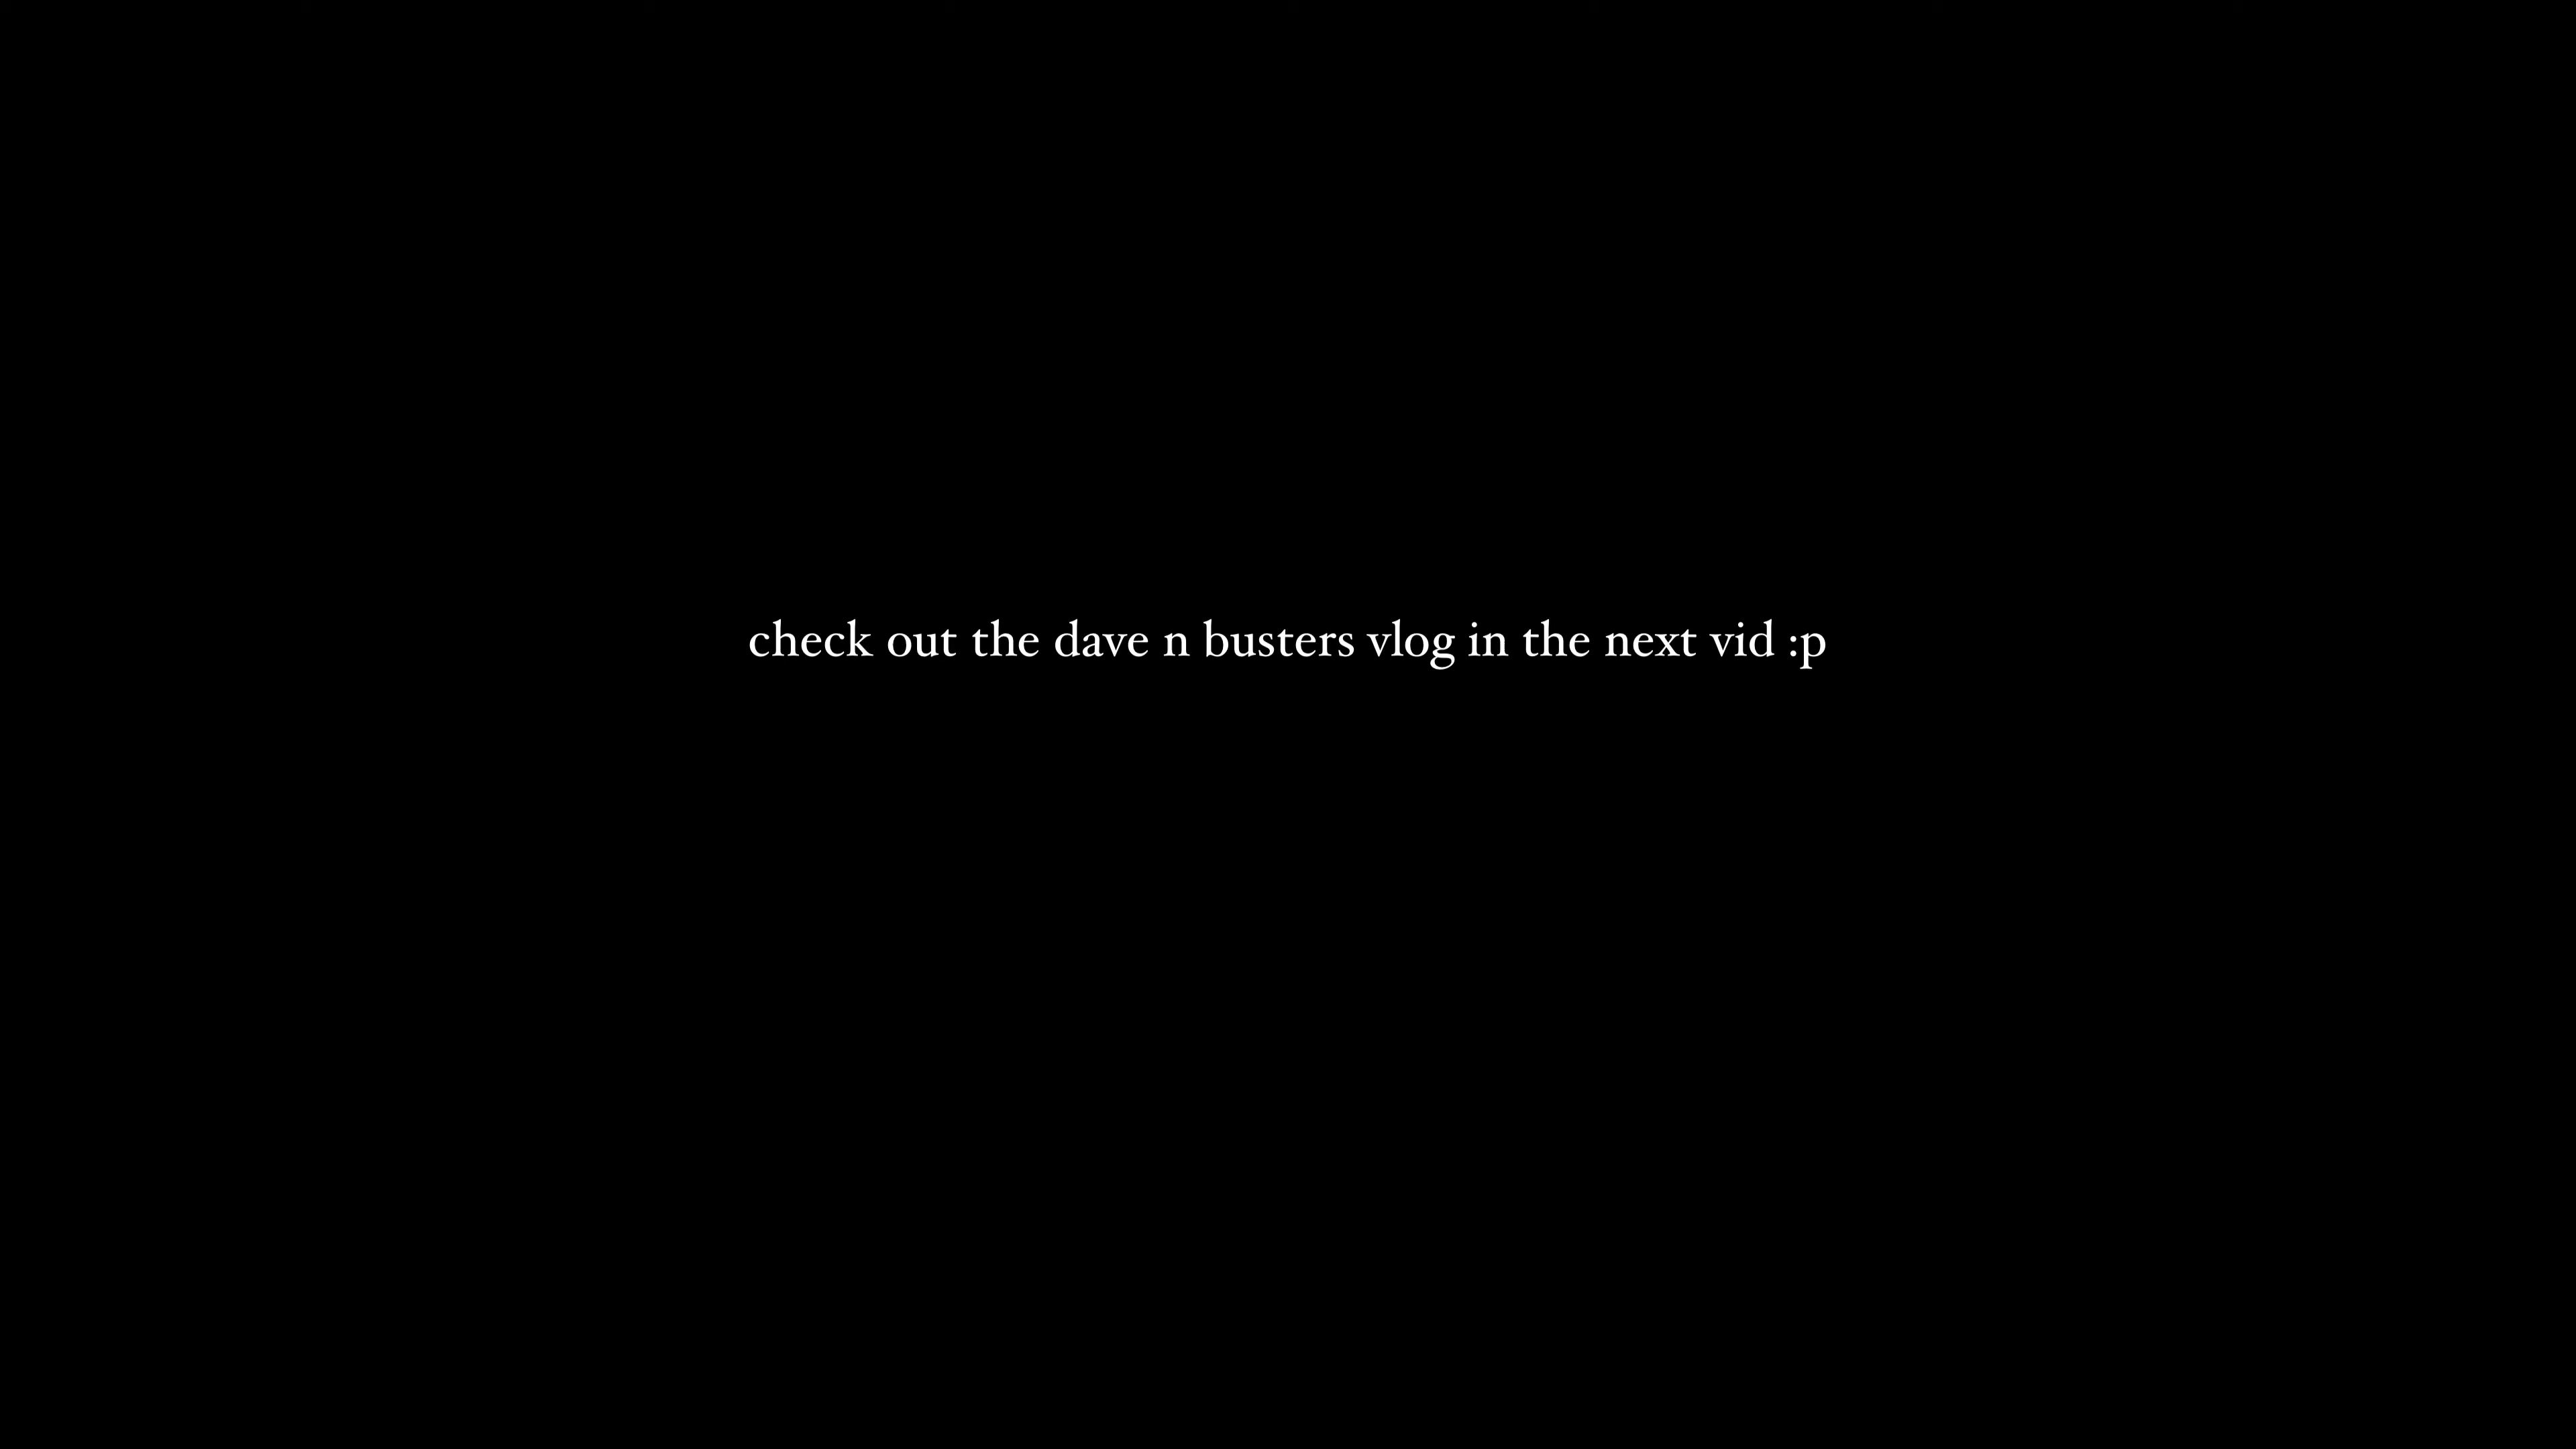 check out the dave n busters vlog in the next vid :p